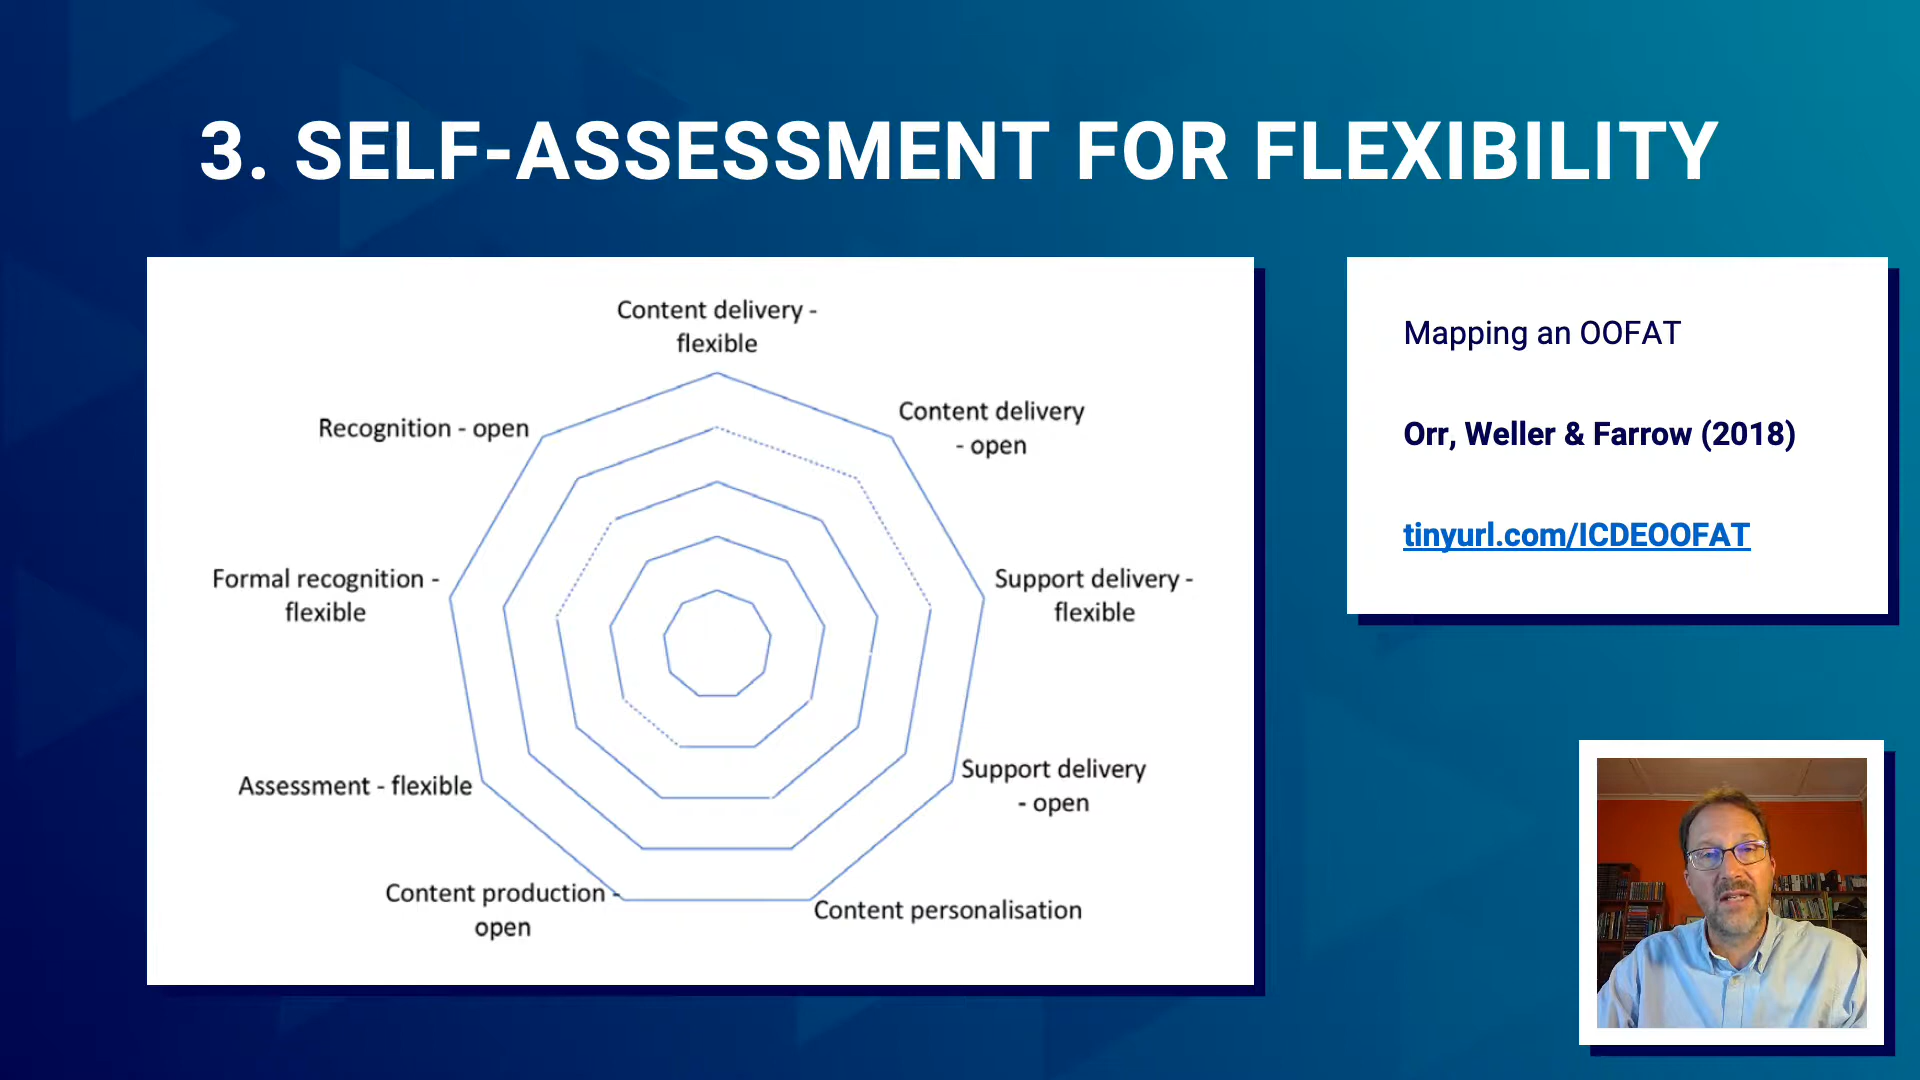 3. SELF-ASSESSMENT FOR FLEXIBILITY
Content delivery -
flexible
Content delivery
- open
Recognition - open
Formal recognition -
flexible
Support delivery -
flexible
Support delivery
- open
Assessment - flexible
Content production -
open
Content personalisation
Mapping an OOFAT
Orr, Weller & Farrow (2018)
tinyurl.com/ICDEOOFAT